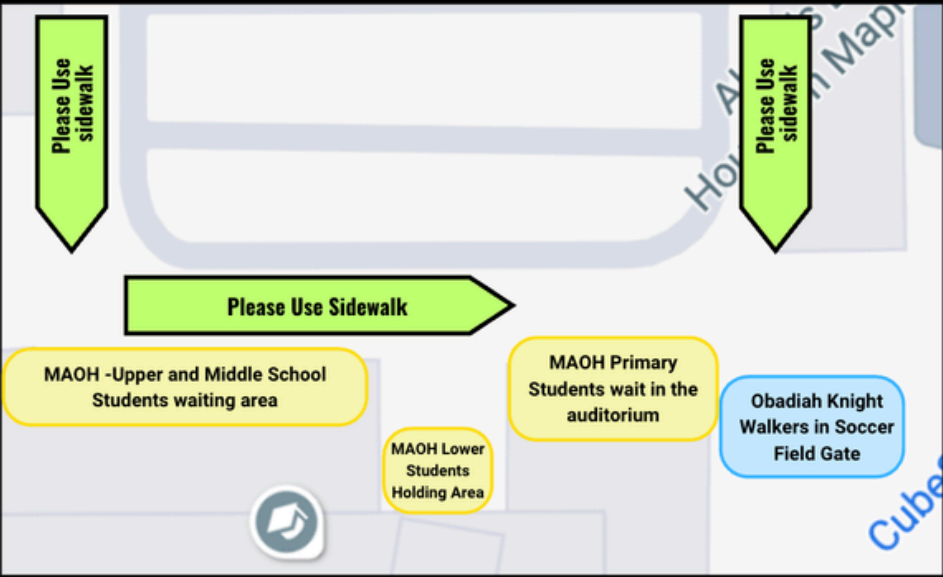 Please Use
sidewalk
Please Use
sidewalk
Please Use Sidewalk
MAOH -Upper and Middle School
Students waiting area
MAOH Primary
Students wait in the
auditorium
MAOH Lower
Students
Holding Area
Obadiah Knight
Walkers in Soccer
Field Gate